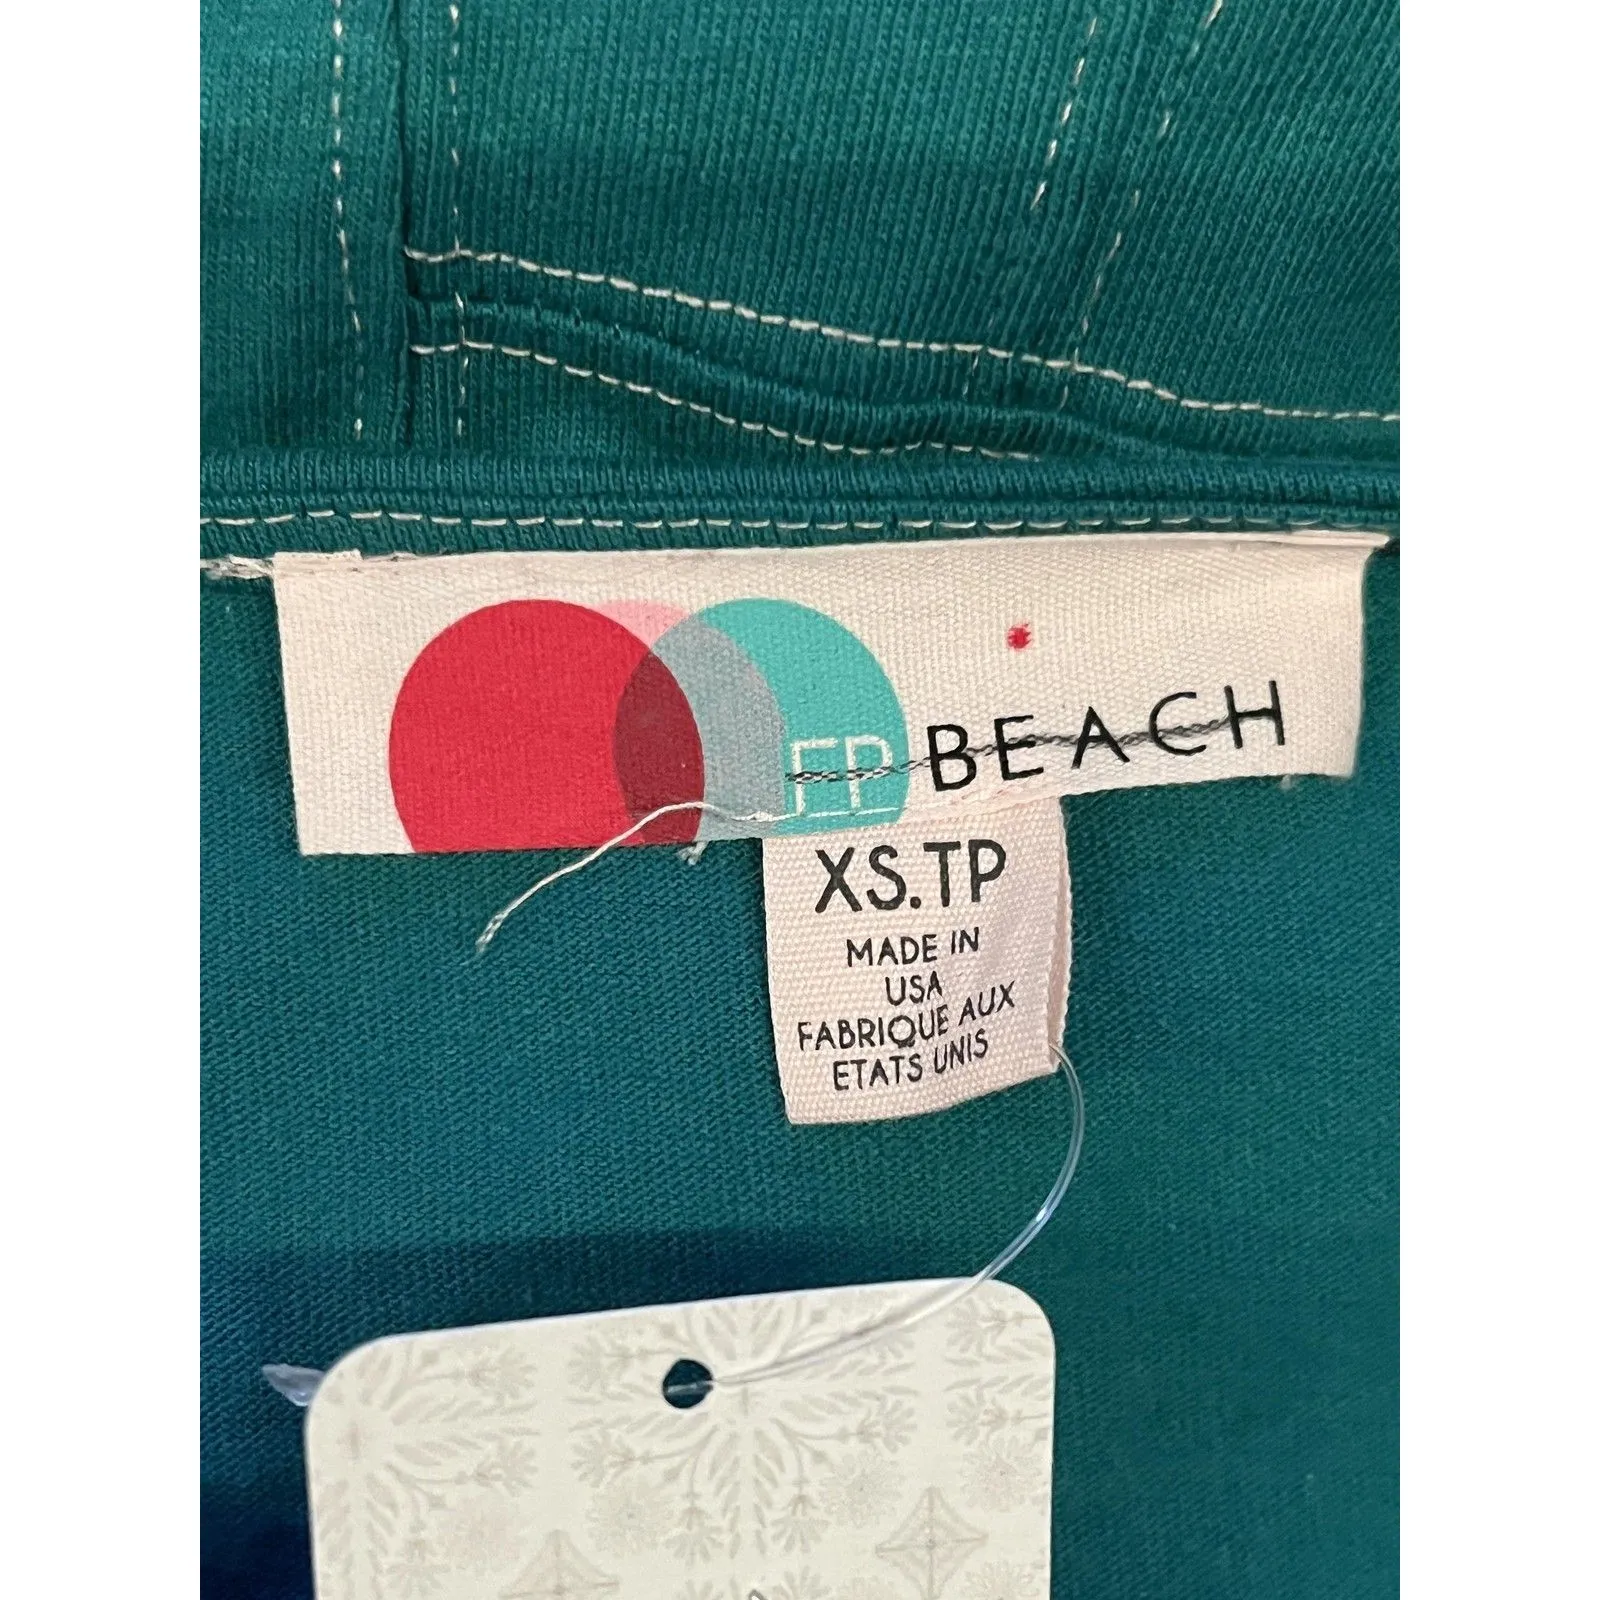 FP BEACH
XS.TP
MADE IN
USA
FABRIQUE AUX
ETATS UNIS